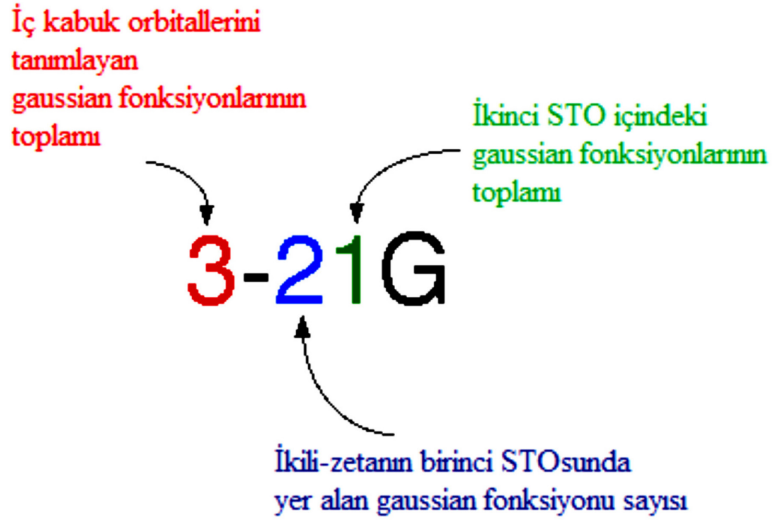 İç kabuk orbitallerini
tanımlayan
gaussian fonksiyonlarının
toplamı
İkinci STO içindeki
gaussian fonksiyonlarının
toplamı
3-21G
İkili-zetanın birinci STOsunda
yer alan gaussian fonksiyonu sayısı